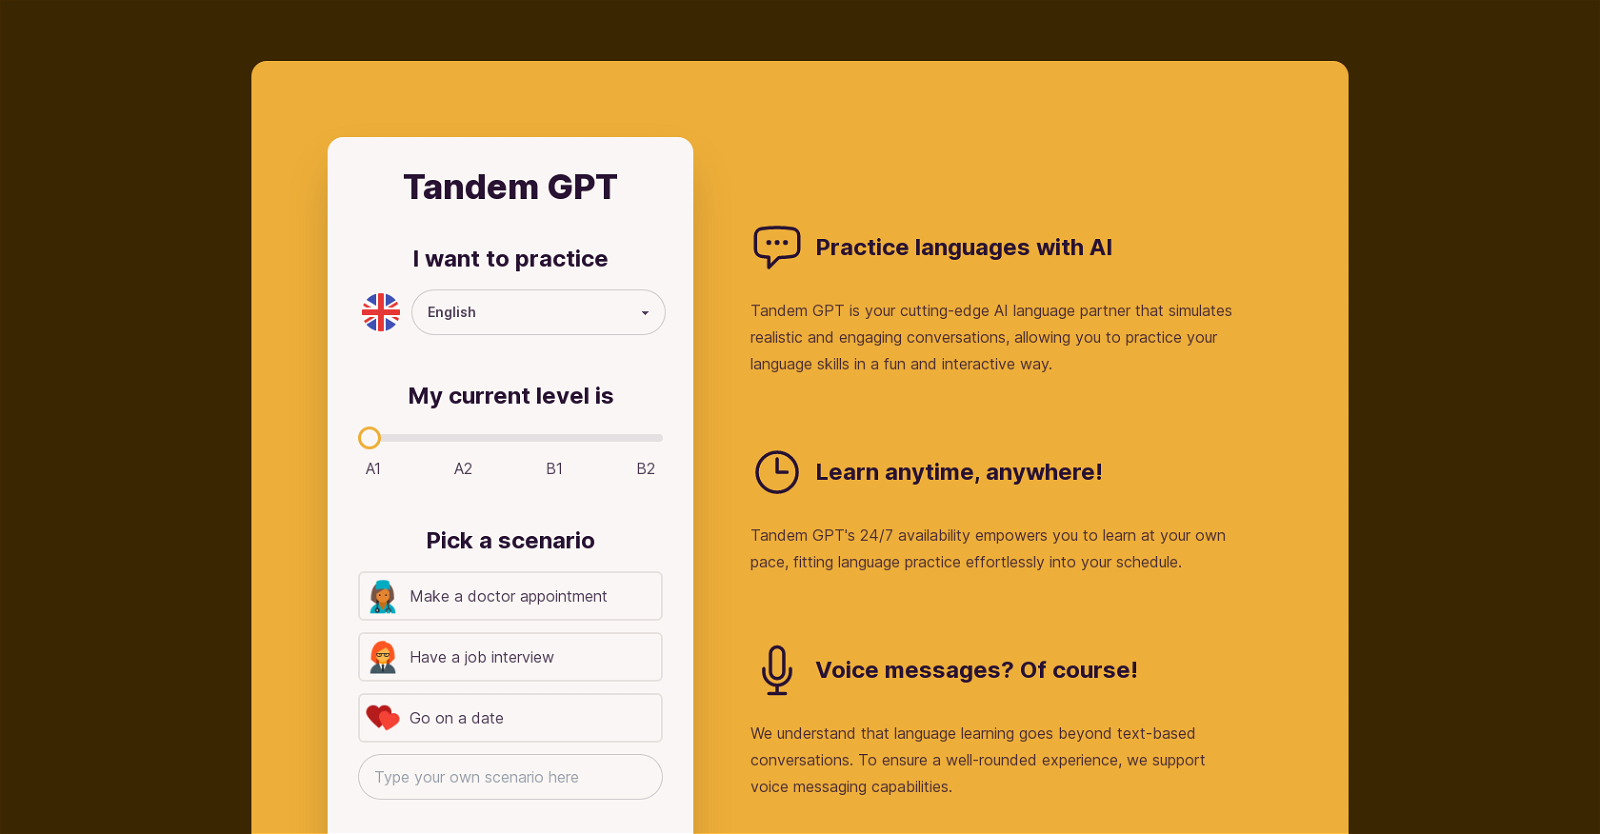 Tandem GPT
I want to practice
English
My current level is
A1 A2 B1 B2
Pick a scenario
Make a doctor appointment
Have a job interview
Go on a date
Type your own scenario here
Practice languages with AI
Tandem GPT is your cutting-edge AI language partner that simulates
realistic and engaging conversations, allowing you to practice your
language skills in a fun and interactive way.
Learn anytime, anywhere!
Tandem GPT's 24/7 availability empowers you to learn at your own
pace, fitting language practice effortlessly into your schedule.
Voice messages? Of course!
We understand that language learning goes beyond text-based
conversations. To ensure a well-rounded experience, we support
voice messaging capabilities.